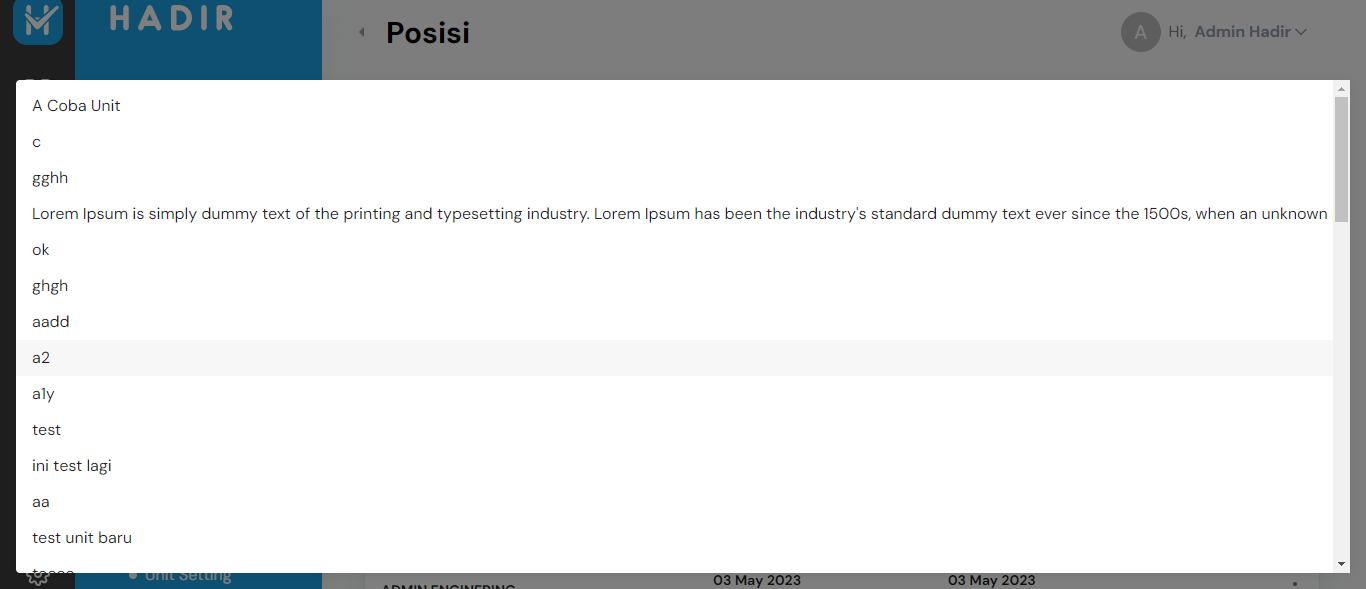 HADIR
Posisi
A
Hi, Admin Hadir
A Coba Unit
c
gghh
Lorem Ipsum is simply dummy text of the printing and typesetting industry. Lorem Ipsum has been the industry's standard dummy text ever since the 1500s, when an unknown
ok
ghgh
aadd
a2
a1y
test
ini test lagi
aa
test unit baru
Unit Setting
ADMIN ENGINERING
03 May 2023
03 May 2023